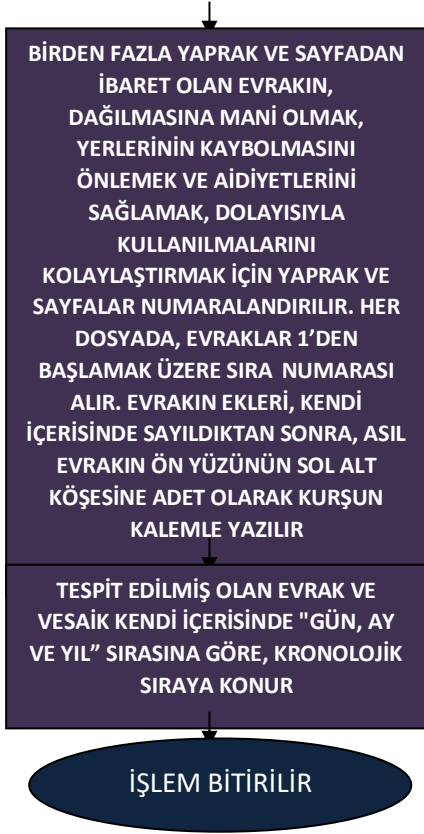 BİRDEN FAZLA YAPRAK VE SAYFADAN
İBARET OLAN EVRAKIN,
DAĞILMASINA MANİ OLMAK,
YERLERİNİN KAYBOLMASINI
ÖNLEMEK VE AİDİYETLERİNİ
SAĞLAMAK, DOLAYISIYLA
KULLANILMALARINI
KOLAYLAŞTIRMAK İÇİN YAPRAK VE
SAYFALAR NUMARALANDIRILIR. HER
DOSYADA, EVRAKLAR 1’DEN
BAŞLAMAK ÜZERE SIRA NUMARASI
ALIR. EVRAKIN EKLERİ, KENDİ
İÇERİSİNDE SAYILDIKTAN SONRA, ASIL
EVRAKIN ÖN YÜZÜNÜN SOL ALT
KÖŞESİNE ADET OLARAK KURŞUN
KALEMLE YAZILIR
TESPİT EDİLMİŞ OLAN EVRAK VE
VESAİK KENDİ İÇERİSİNDE "GÜN, AY
VE YIL” SIRASINA GÖRE, KRONOLOJİK
SIRAYA KONUR
İŞLEM BİTİRİLİR